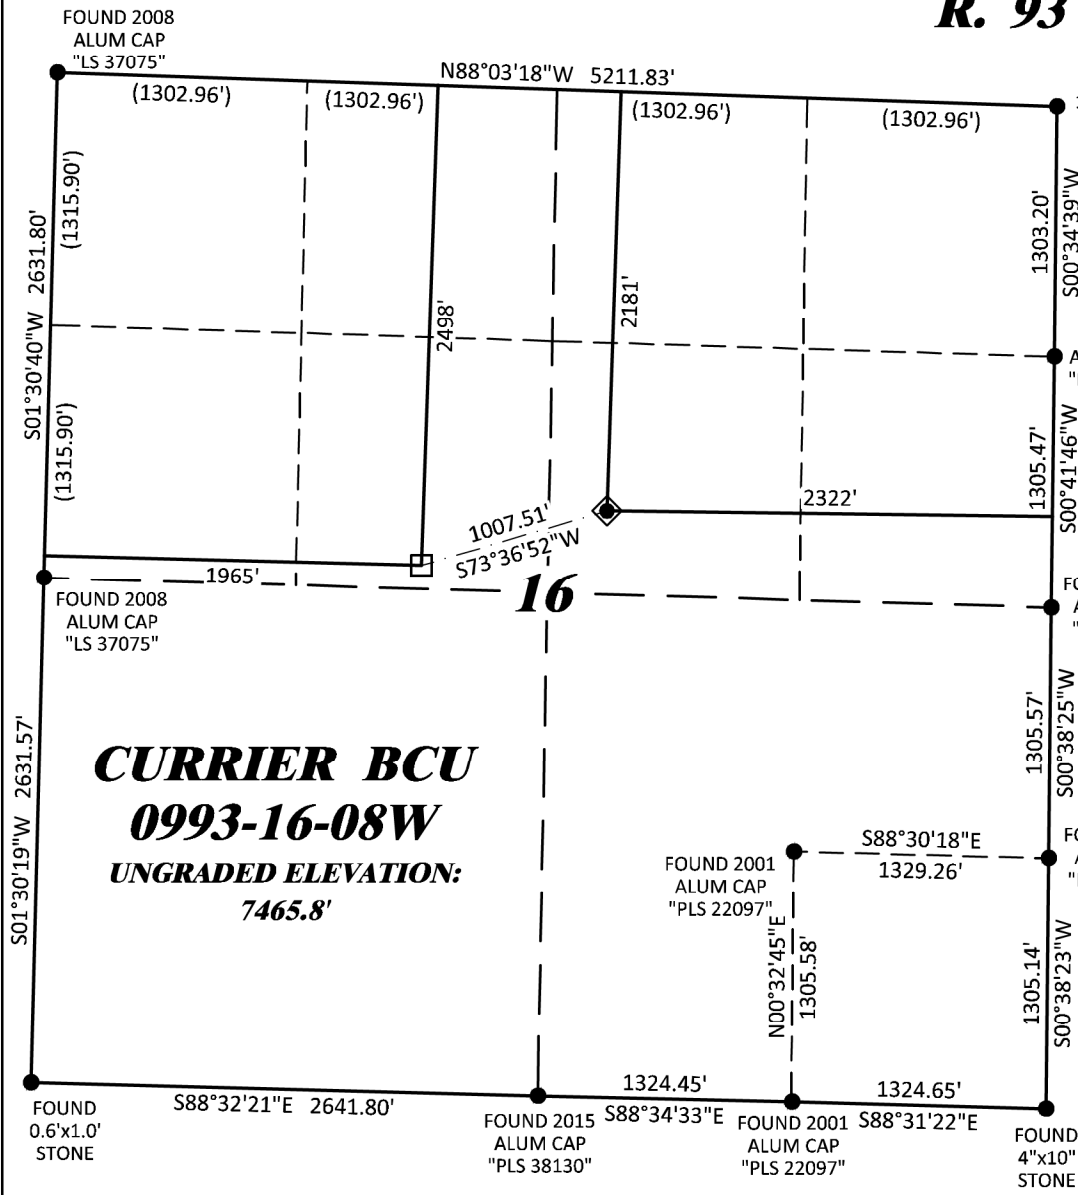 R. 93
FOUND 2008
ALUM CAP
"LS 37075"
N88°03'18"W 5211.83'
(1302.96')
(1302.96')
(1302.96')
(1302.96')
S01°30'40"W 2631.80'
(1315.90')
(1315.90')
2498'
2181'
1303.20'
S00°34'39"W
1305.47'
S00°41'46"W
2322'
1007.51'
S73°36'52"W
1965'
16
FOUND 2008
ALUM CAP
"LS 37075"
S01°30'19"W 2631.57'
CURRIER BCU
0993-16-08W
UNGRADED ELEVATION:
7465.8'
1305.57'
S00°38'25"W
S88°30'18"E
1329.26'
FOUND 2001
ALUM CAP
"PLS 22097"
N00°32'45"E
1305.58'
1305.14'
S00°38'23"W
1324.45'
1324.65'
S88°32'21"E 2641.80'
S88°34'33"E
S88°31'22"E
FOUND
0.6'x1.0'
STONE
FOUND 2015
ALUM CAP
"PLS 38130"
FOUND 2001
ALUM CAP
"PLS 22097"
FOUND
4"x10"
STONE